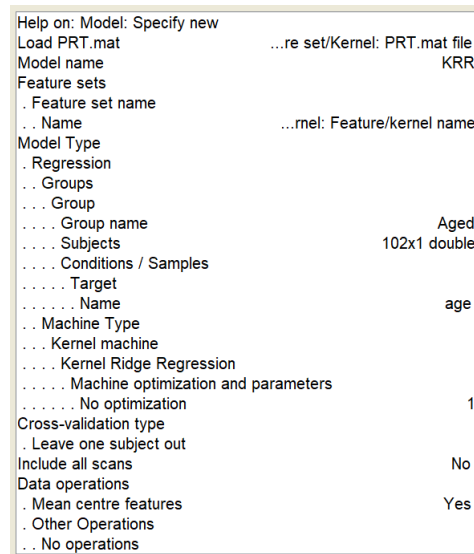 Help on: Model: Specify new
Load PRT.mat ...re set/Kernel: PRT.mat file
Model name KRR
Feature sets
. Feature set name
. . Name ...rnel: Feature/kernel name
Model Type
. Regression
. . Groups
. . . Group
. . . . Group name Aged
. . . . Subjects 102x1 double
. . . . Conditions / Samples
. . . . . Target
. . . . . . Name age
. . Machine Type
. . . Kernel machine
. . . . Kernel Ridge Regression
. . . . . Machine optimization and parameters
. . . . . . No optimization 1
Cross-validation type
. Leave one subject out
Include all scans No
Data operations
. Mean centre features Yes
. Other Operations
. . No operations